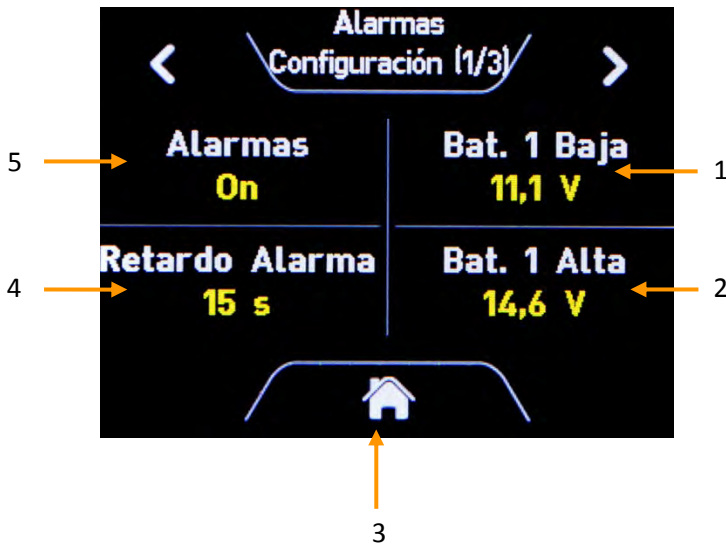 Alarmas
Configuración (1/3)
Alarmas
On
Bat. 1 Baja
11,1 V
Retardo Alarma
15 s
Bat. 1 Alta
14,6 V
5
1
4
2
3